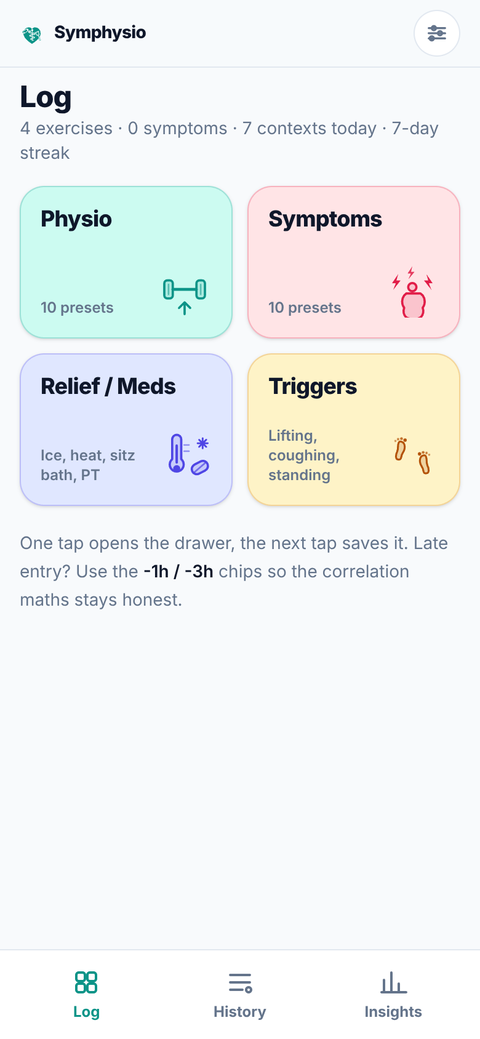 Symphysio
Log
4 exercises · 0 symptoms · 7 contexts today · 7-day
streak
Physio
10 presets
Symptoms
10 presets
Relief / Meds
Ice, heat, sitz
bath, PT
Triggers
Lifting,
coughing,
standing
One tap opens the drawer, the next tap saves it. Late
entry? Use the -1h / -3h chips so the correlation
maths stays honest.
Log
History
Insights